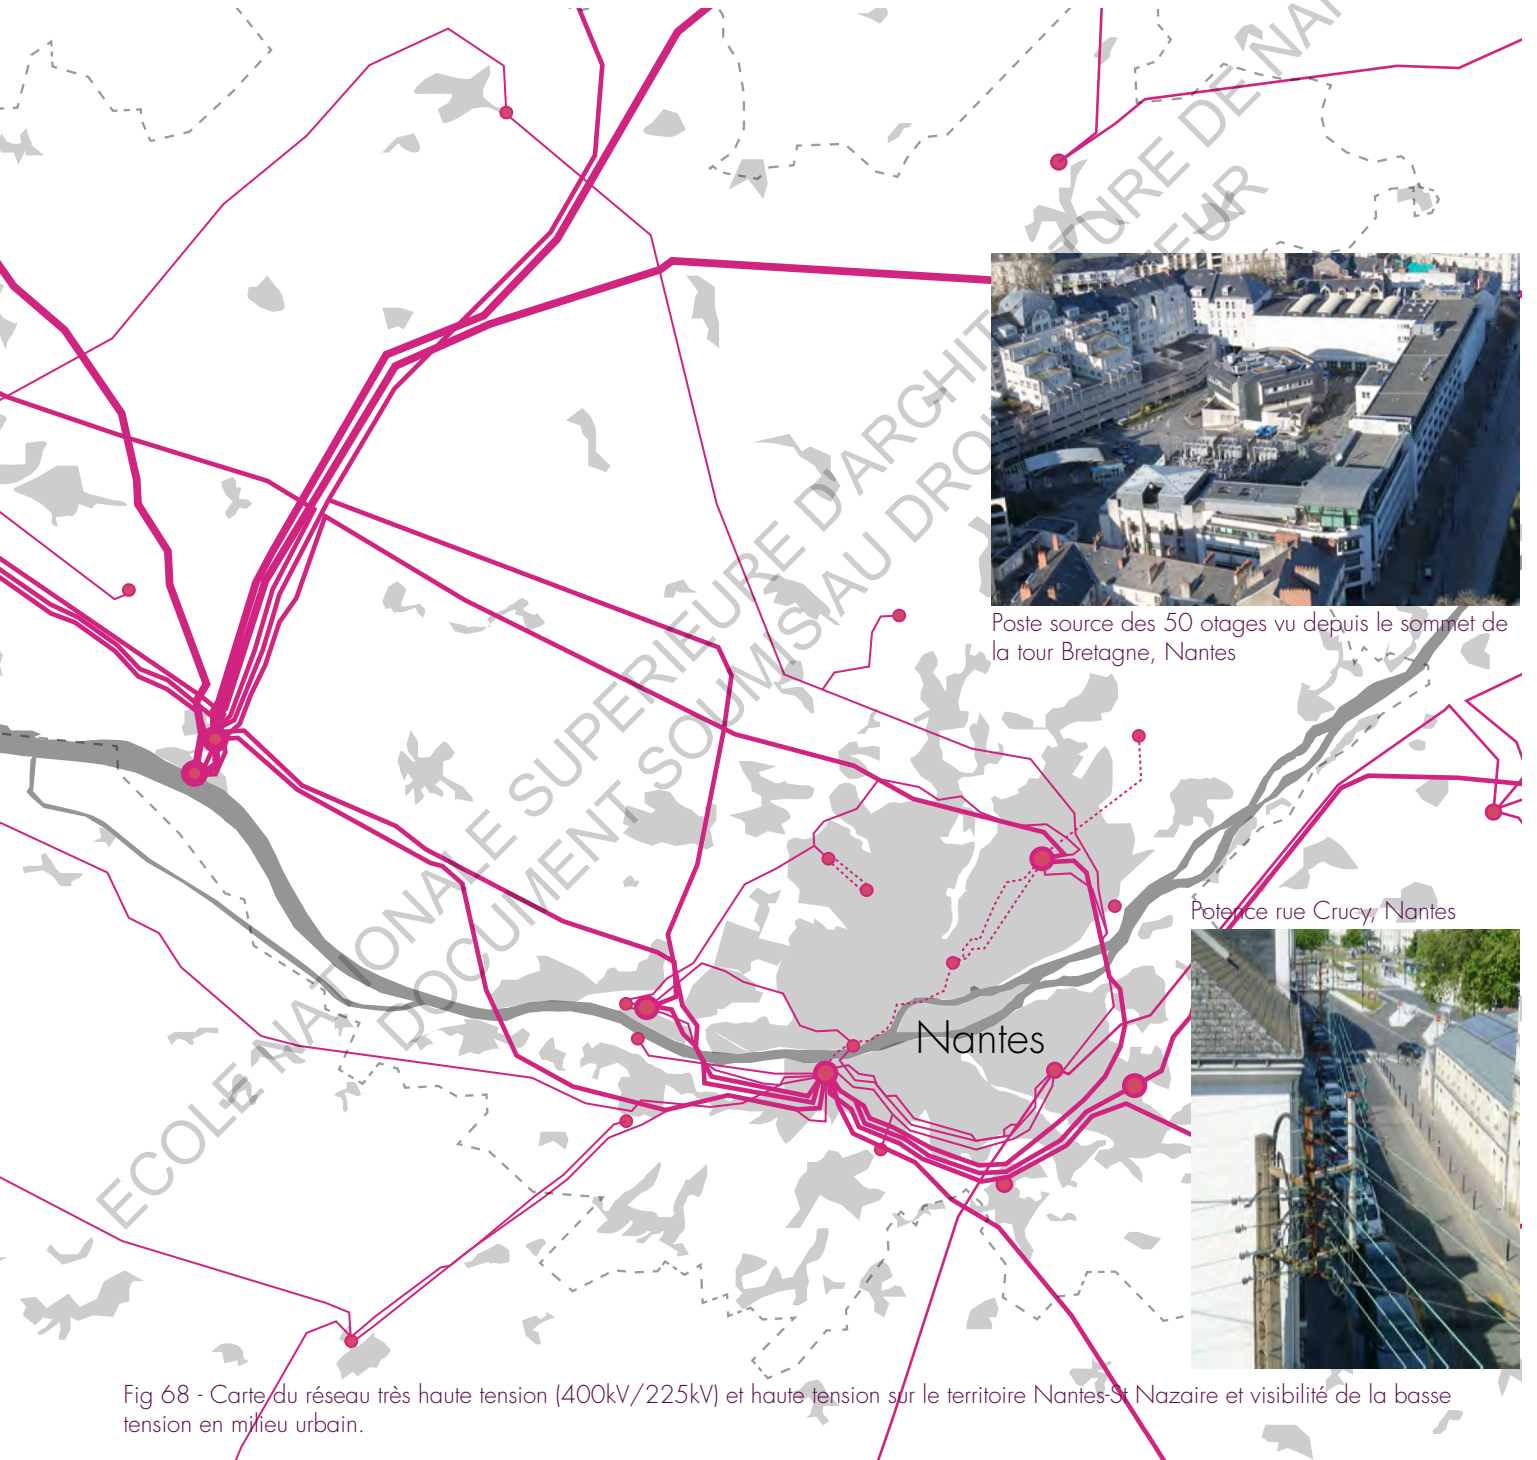 ECOLE NATIONALE SUPERIEURE D'ARCHITECTURE DE NAN
DOCUMENT SOUMIS AU DROIT D'AUTEUR
Poste source des 50 otages vu depuis le sommet de
la tour Bretagne, Nantes
Potence rue Crucy, Nantes
Nantes
Fig 68 - Carte du réseau très haute tension (400kV/225kV) et haute tension sur le territoire Nantes-St Nazaire et visibilité de la basse
tension en milieu urbain.